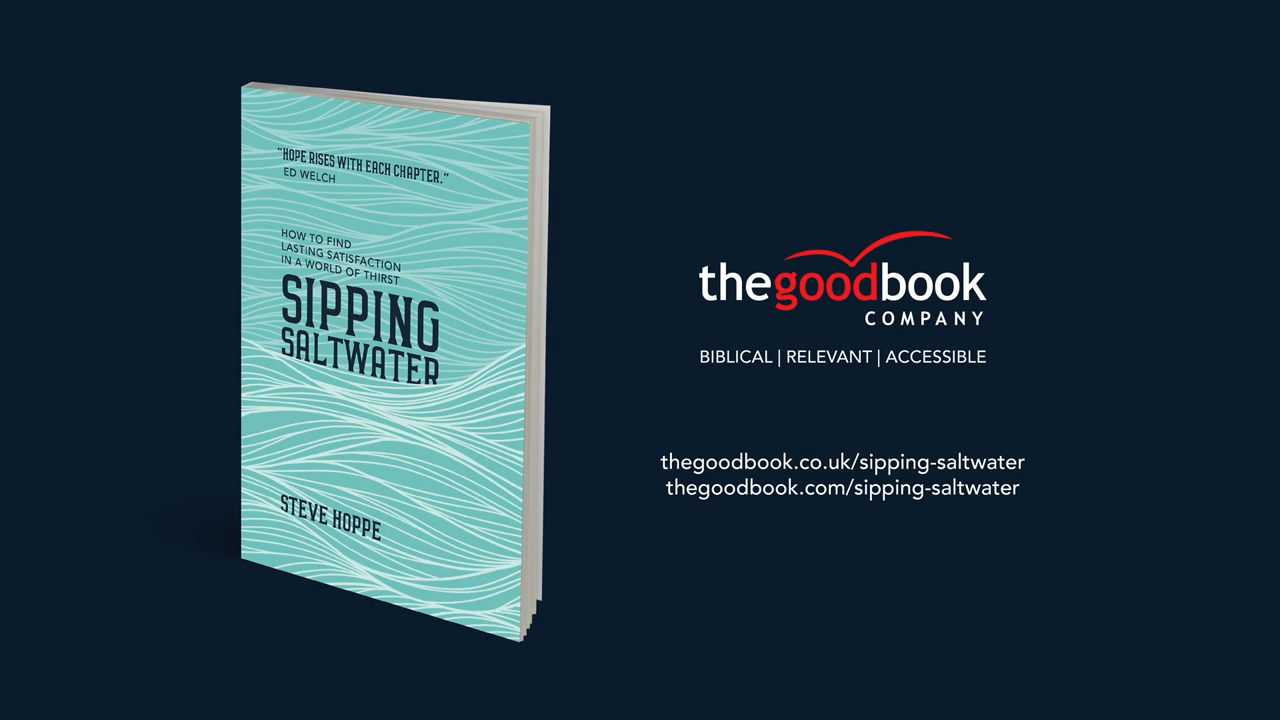 "HOPE RISES WITH EACH CHAPTER."
ED WELCH
HOW TO FIND
LASTING SATISFACTION
IN A WORLD OF THIRST
SIPPING
SALTWATER
STEVE HOPPE
thegoodbook
COMPANY
BIBLICAL | RELEVANT | ACCESSIBLE
thegoodbook.co.uk/sipping-saltwater
thegoodbook.com/sipping-saltwater